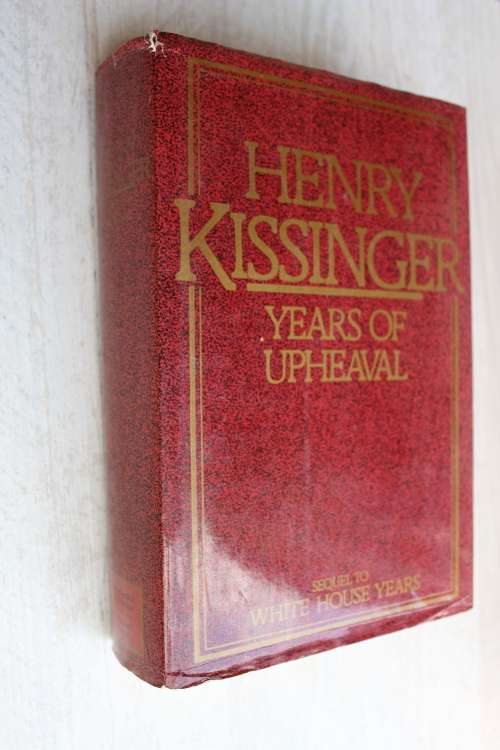 HENRY
KISSINGER
YEARS OF
UPHEAVAL
SEQUEL TO
WHITE HOUSE YEARS